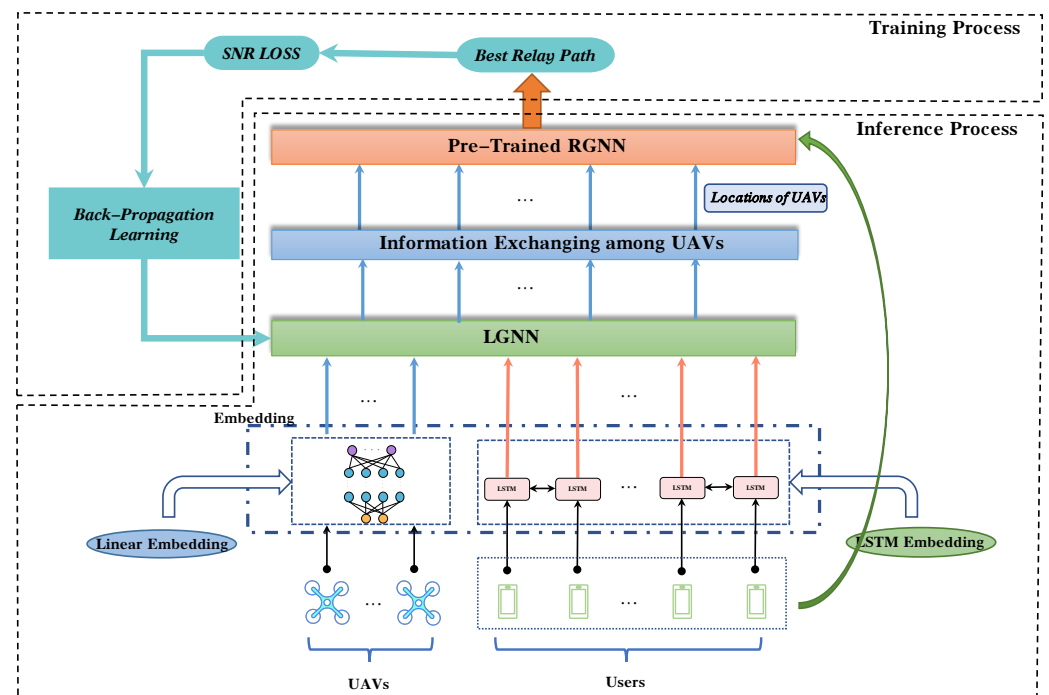 Training Process
SNR LOSS
Best Relay Path
Inference Process
Pre-Trained RGNN
Locations of UAVs
Back-Propagation
Learning
Information Exchanging among UAVs
...
...
LGNN
...
...
Embedding
...
LSTM
LSTM
...
LSTM
LSTM
Linear Embedding
LSTM Embedding
...
...
UAVs
Users